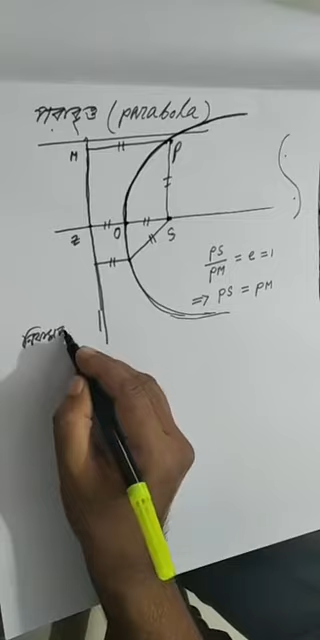 পরাবৃত্ত (parabola)
M P
Z O S
PS/PM = e = 1
=> PS = PM